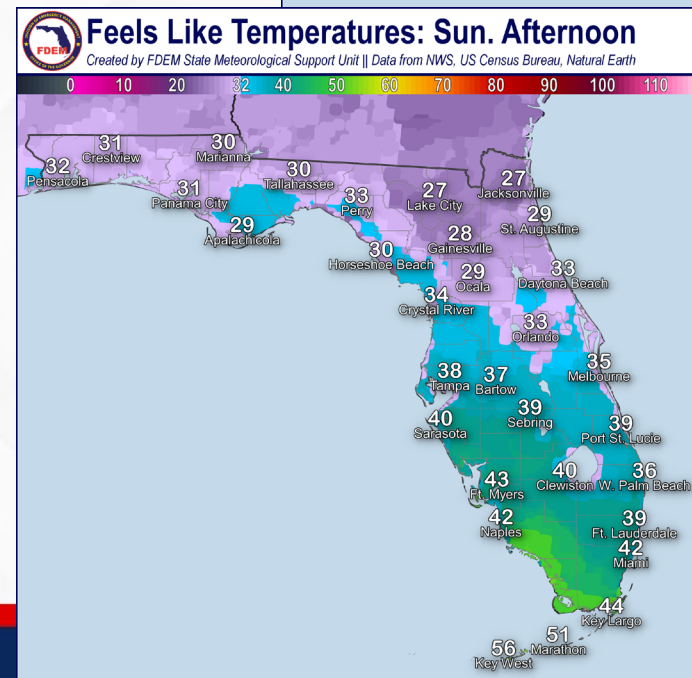 FDEM
Feels Like Temperatures: Sun. Afternoon
Created by FDEM State Meteorological Support Unit || Data from NWS, US Census Bureau, Natural Earth
0 10 20 32 40 50 60 70 80 90 100 110
31
Crestview
30
Marianna
32
Pensacola
30
Tallahassee
31
Panama City
33
Perry
27
Lake City
27
Jacksonville
29
Apalachicola
29
St. Augustine
28
Gainesville
30
Horseshoe Beach
29
Ocala
33
Daytona Beach
34
Crystal River
33
Orlando
35
Melbourne
38
Tampa
37
Bartow
39
Sebring
40
Sarasota
39
Port St. Lucie
40
Clewiston
36
W. Palm Beach
43
Ft. Myers
42
Naples
39
Ft. Lauderdale
42
Miami
44
Key Largo
51
Marathon
56
Key West